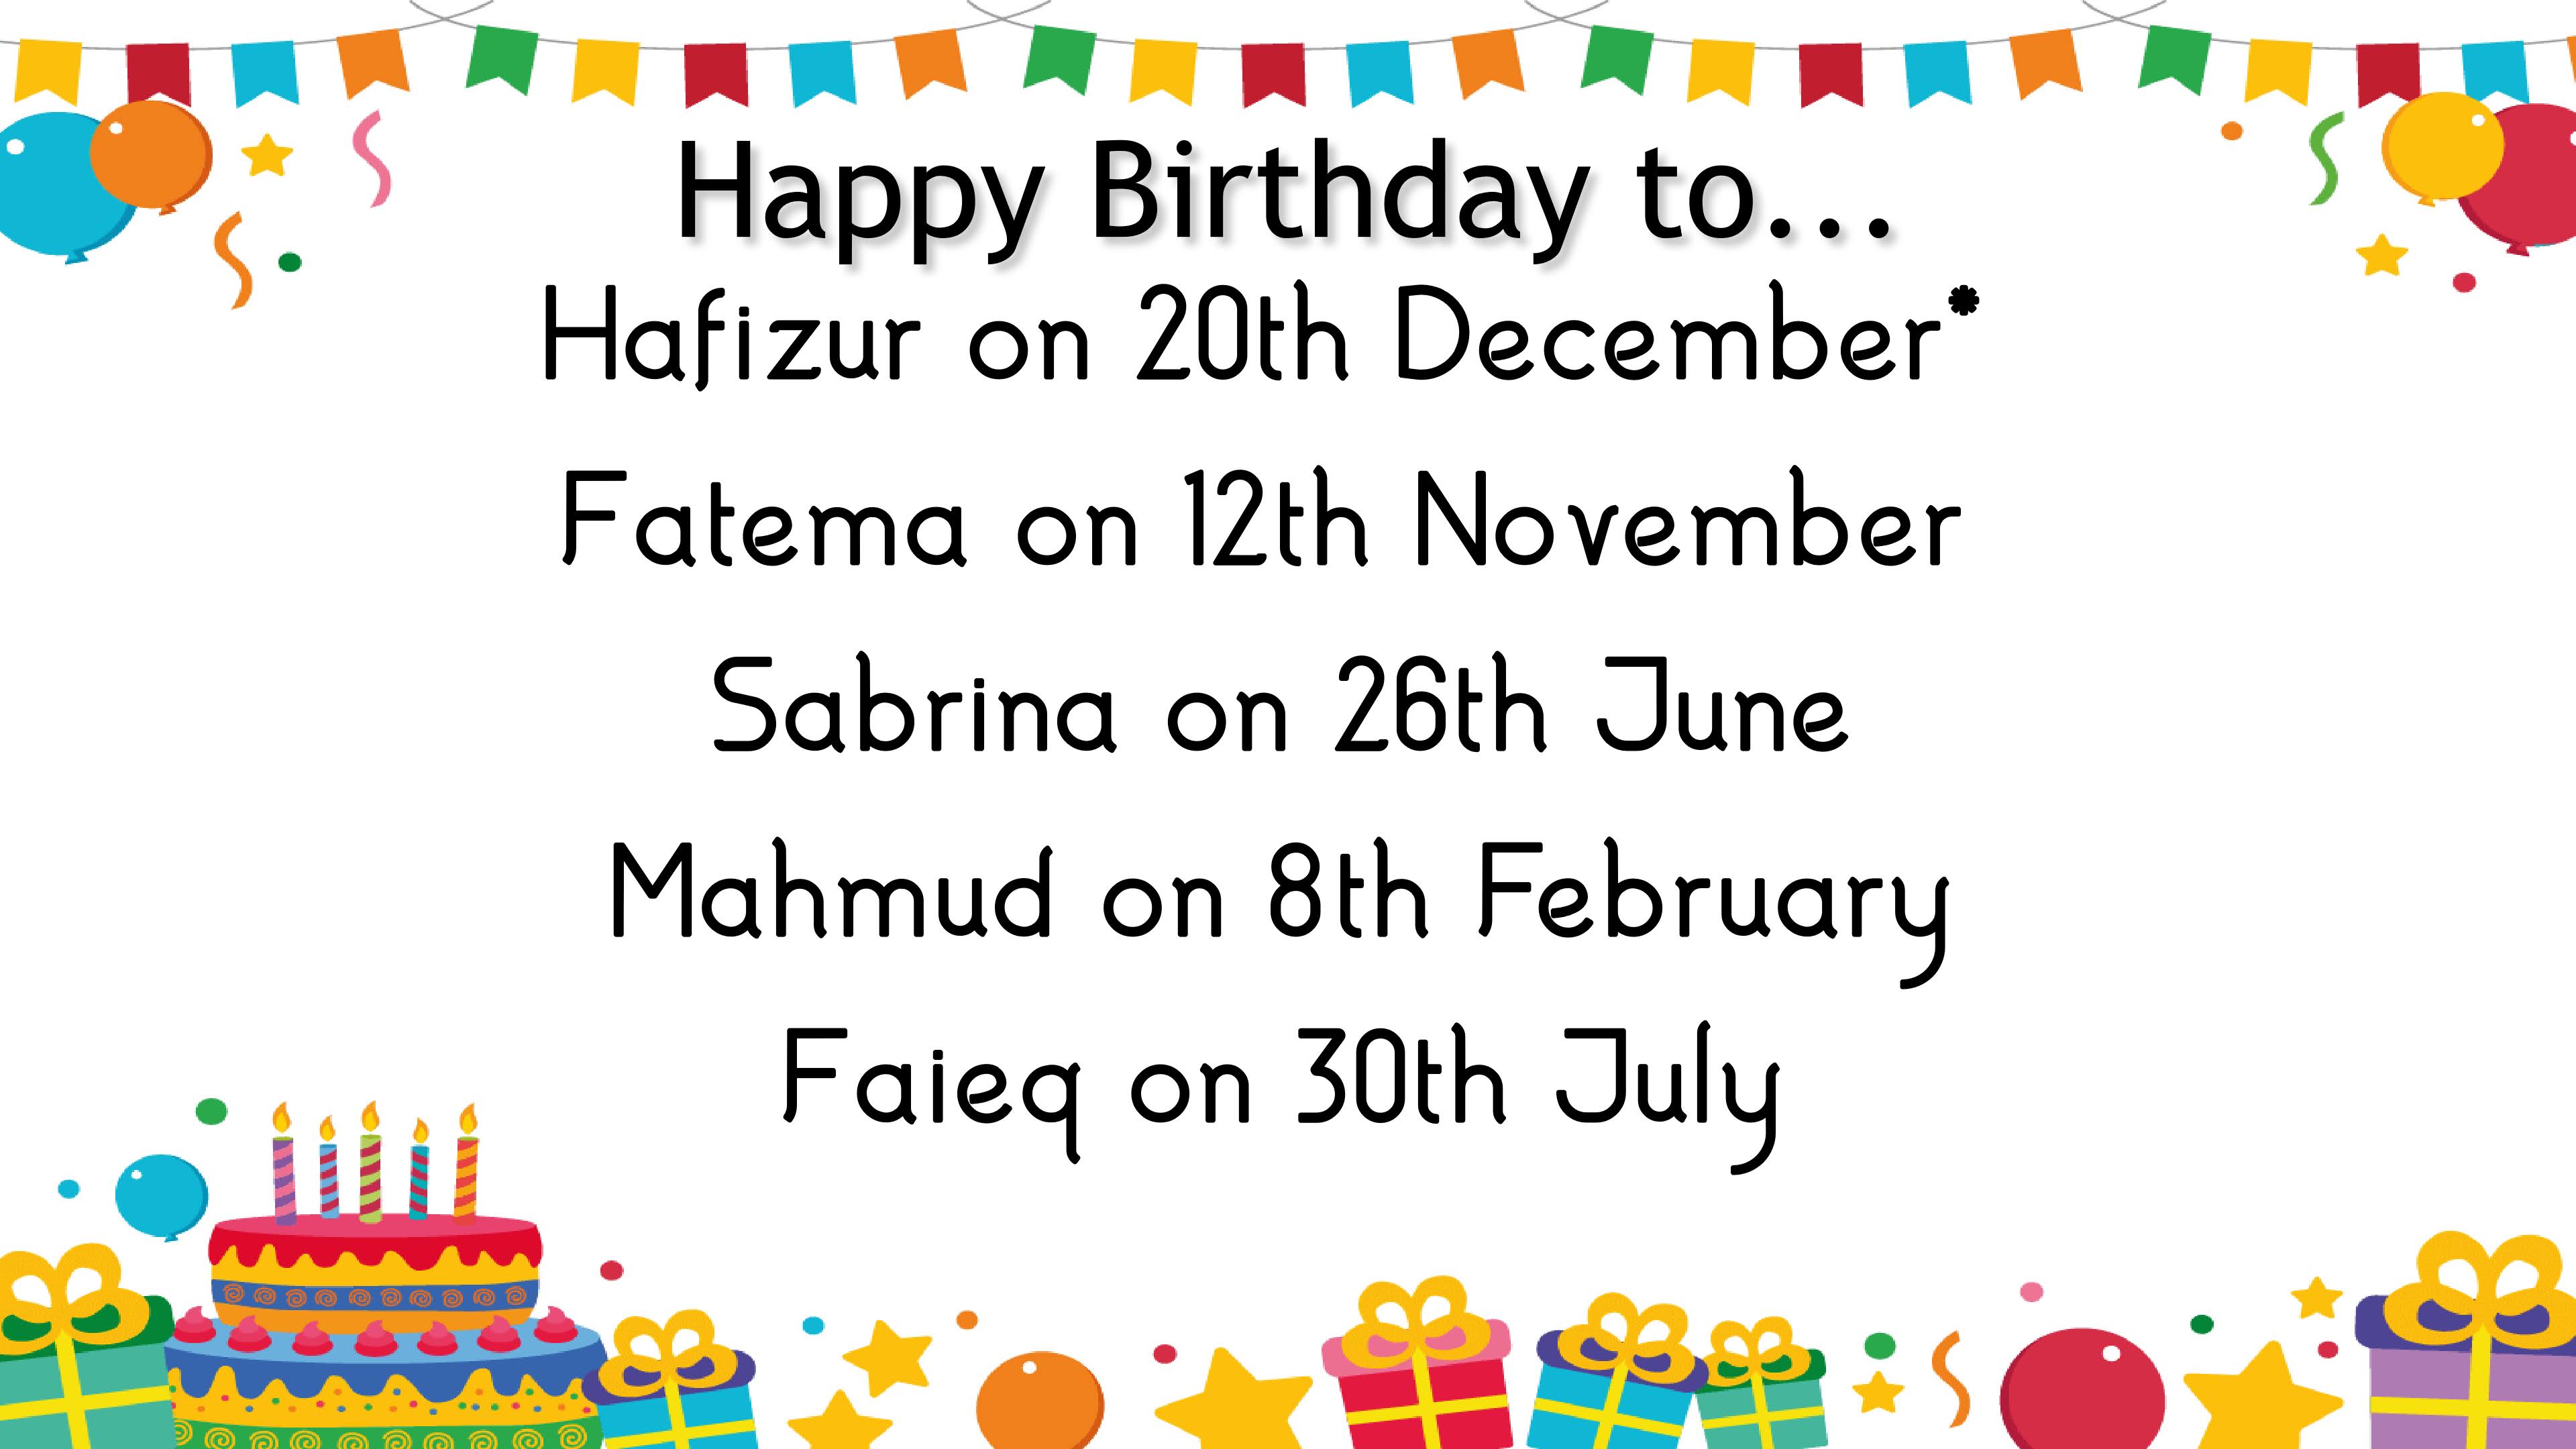 Happy Birthday to...
Hafizur on 20th December*
Fatema on 12th November
Sabrina on 26th June
Mahmud on 8th February
Faieq on 30th July